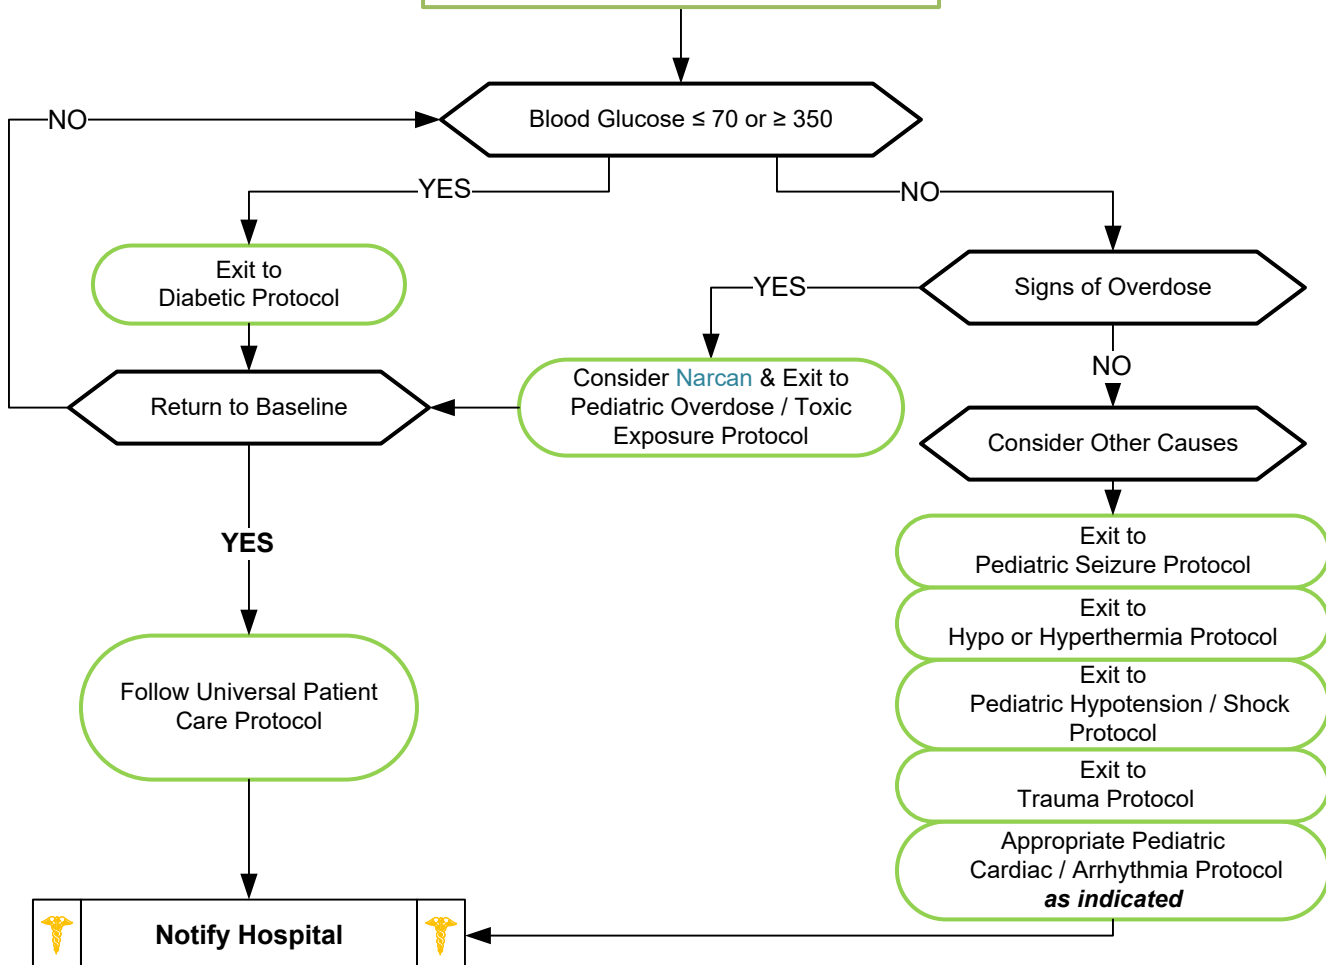 Blood Glucose ≤ 70 or ≥ 350
NO
YES
NO
Exit to
Diabetic Protocol
Signs of Overdose
YES
NO
Consider Narcan & Exit to
Pediatric Overdose / Toxic
Exposure Protocol
Return to Baseline
Consider Other Causes
YES
Exit to
Pediatric Seizure Protocol
Exit to
Hypo or Hyperthermia Protocol
Exit to
Pediatric Hypotension / Shock
Protocol
Exit to
Trauma Protocol
Appropriate Pediatric
Cardiac / Arrhythmia Protocol
as indicated
Follow Universal Patient
Care Protocol
Notify Hospital